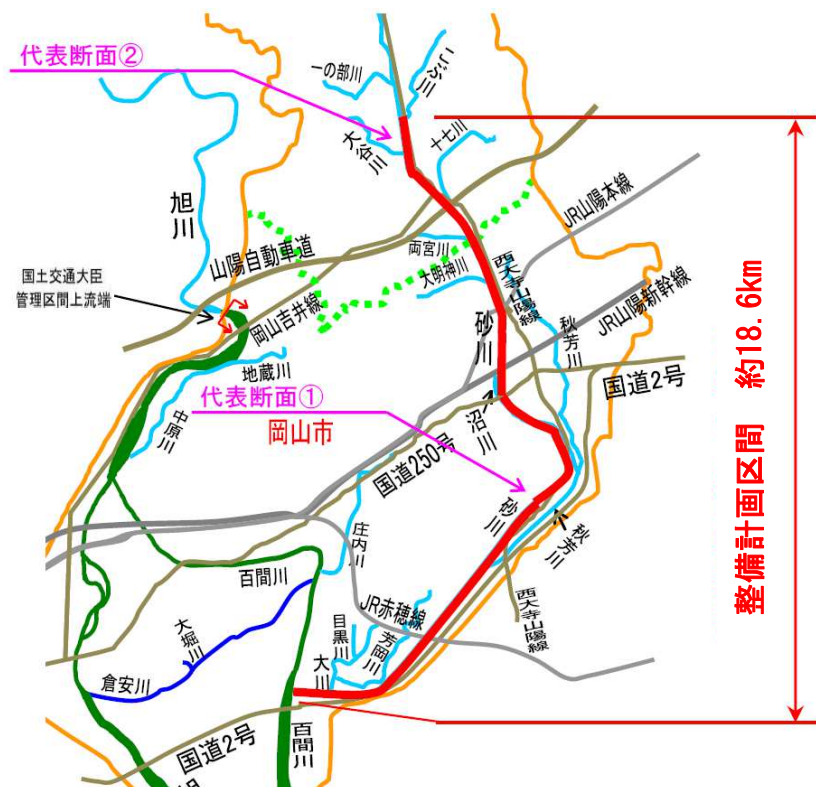 代表断面②
一の部川
こぶ川
大谷川
十七川
旭川
山陽自動車道
両宮川
大明神川
西大寺山陽線
JR山陽本線
国土交通大臣
管理区間上流端
岡山吉井線
JR山陽新幹線
砂川
秋芳川
地蔵川
国道2号
代表断面①
岡山市
中原川
沼川
国道250号
整備計画区間 約18.6km
砂川
秋芳川
庄内川
百間川
西大寺山陽線
JR赤穂線
目黒川
芳岡川
大川
大堀川
倉安川
国道2号
百間川